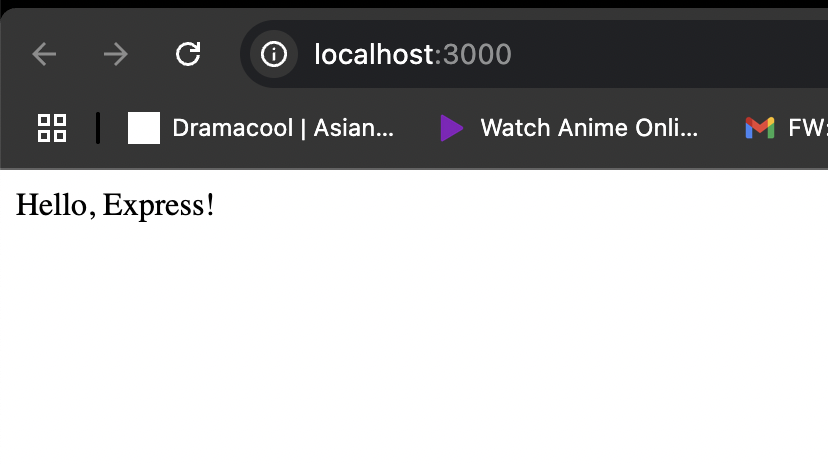 localhost:3000
Dramacool | Asian... Watch Anime Onli... FW:
Hello, Express!